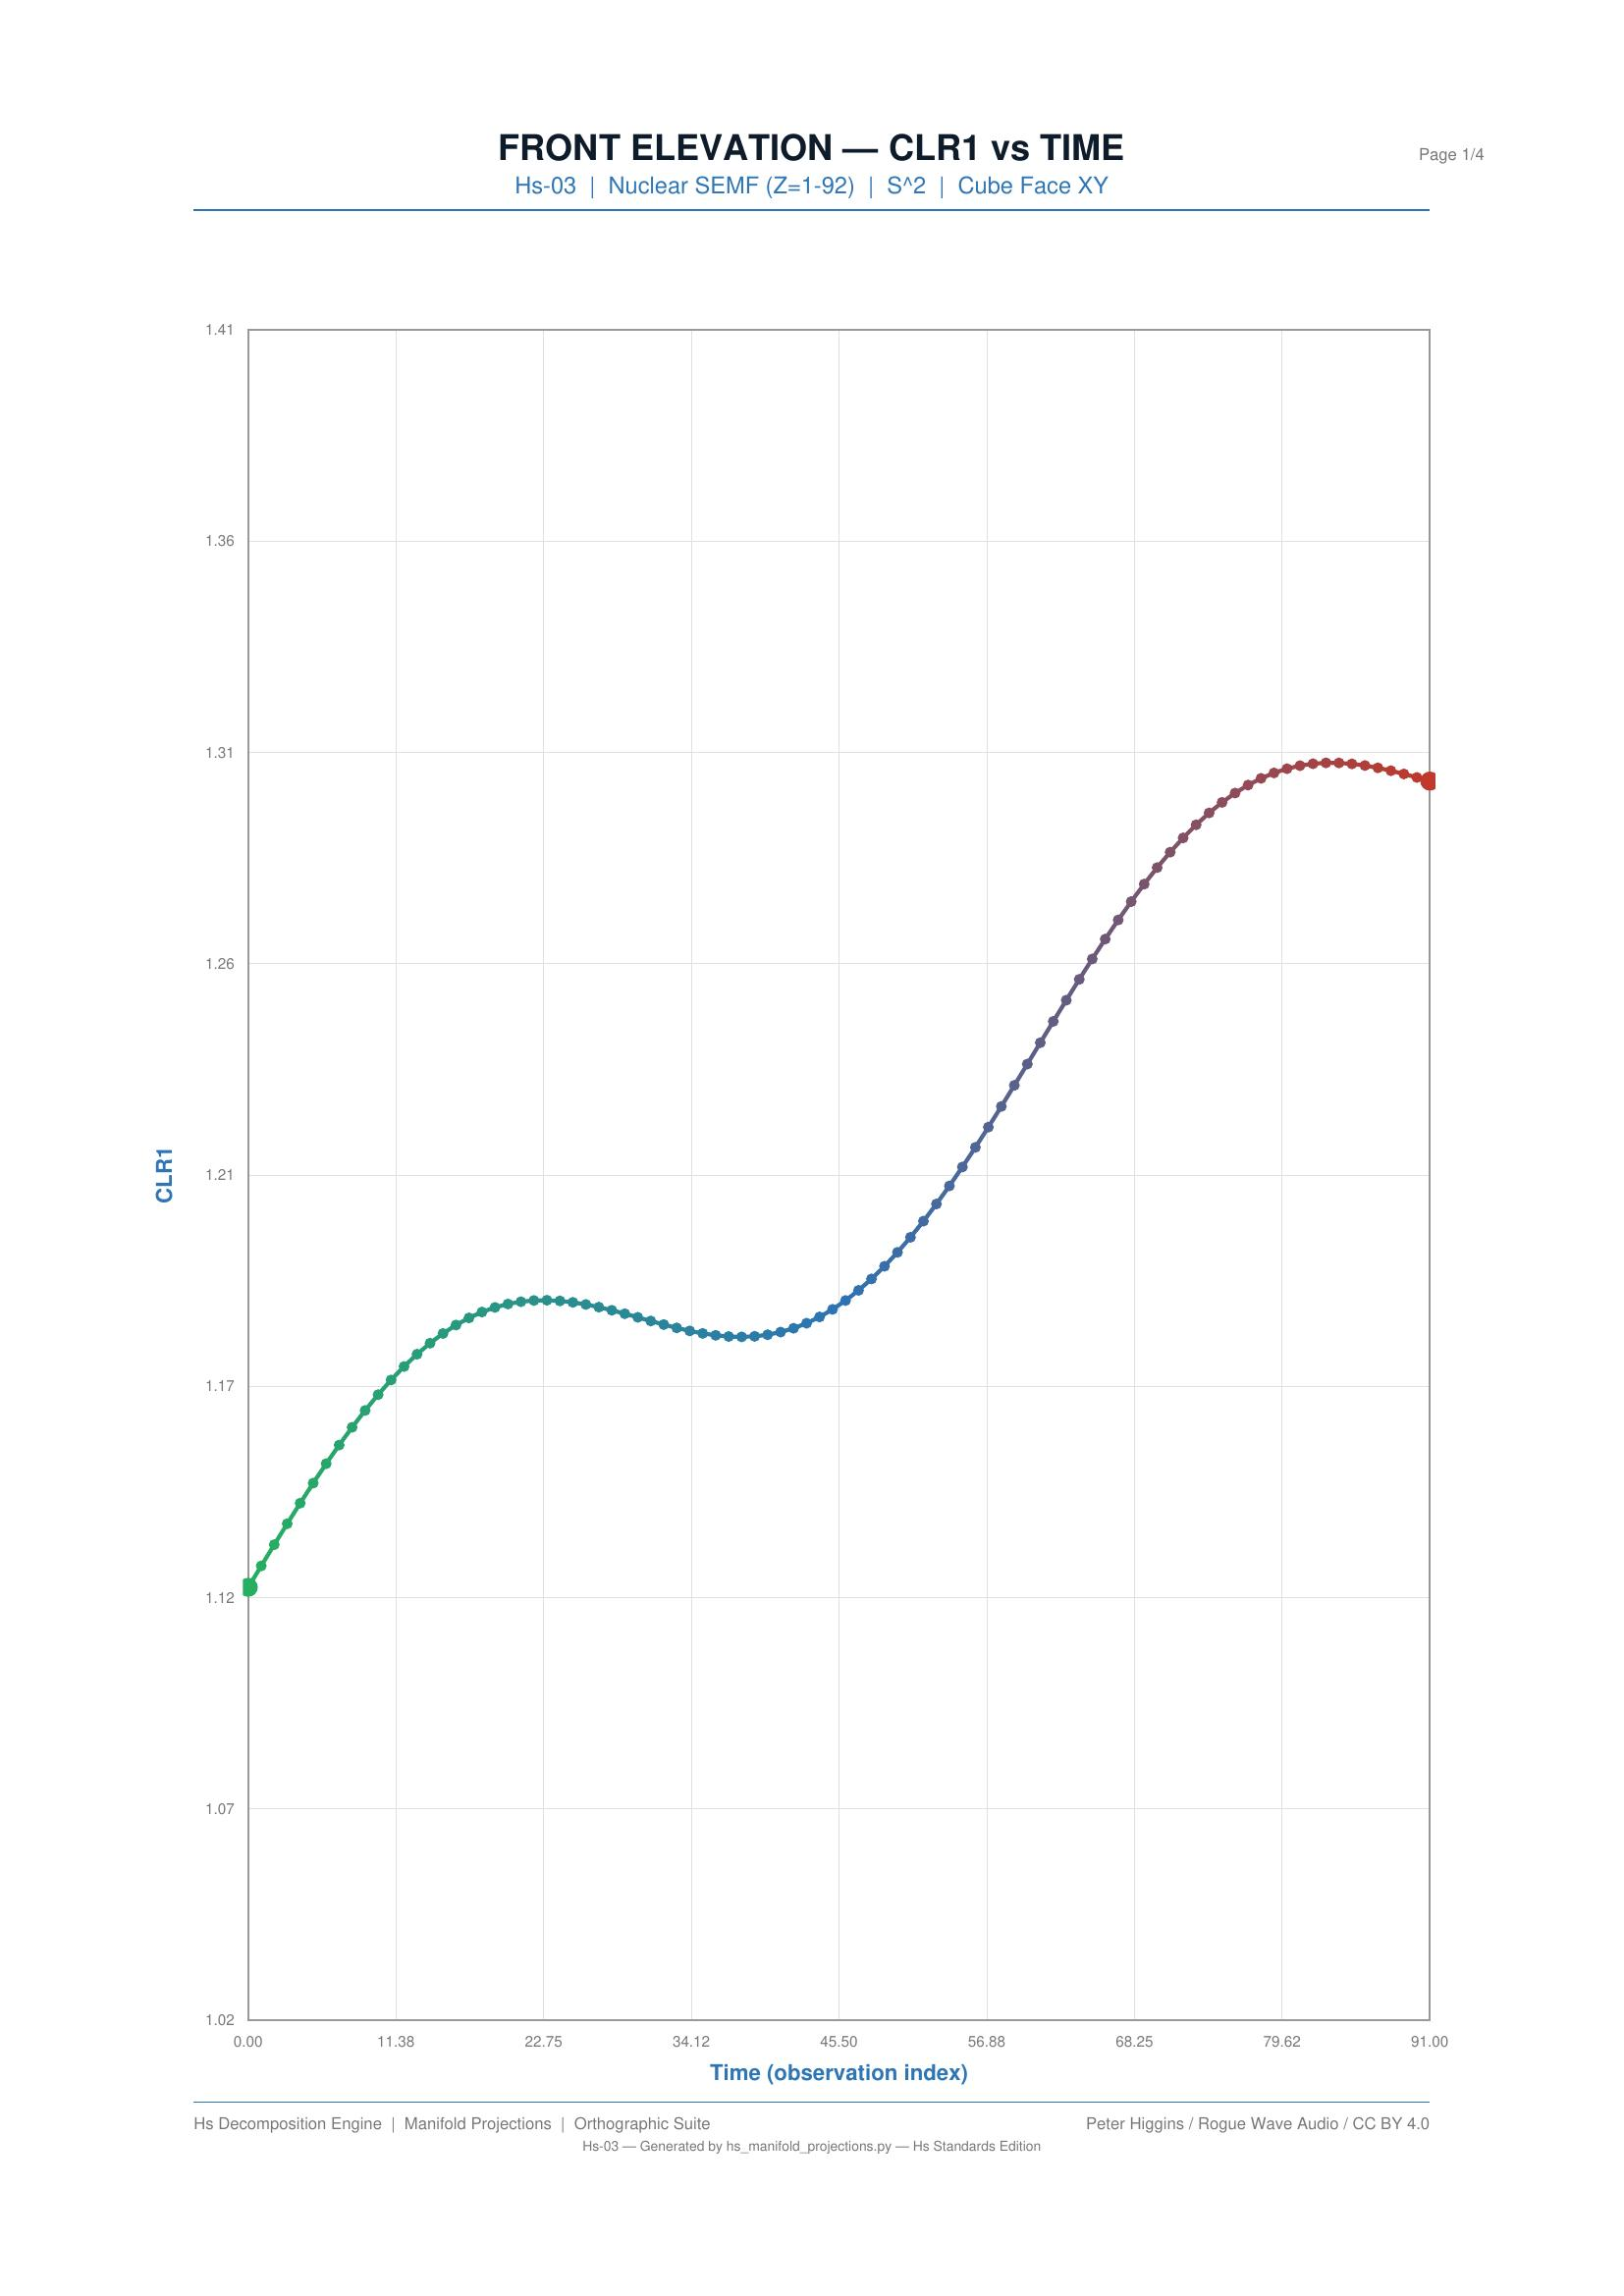 FRONT ELEVATION — CLR1 vs TIME
Page 1/4
Hs-03 | Nuclear SEMF (Z=1-92) | S^2 | Cube Face XY
1.41
1.36
1.31
1.26
1.21
1.17
1.12
1.07
1.02
CLR1
0.00 11.38 22.75 34.12 45.50 56.88 68.25 79.62 91.00
Time (observation index)
Hs Decomposition Engine | Manifold Projections | Orthographic Suite
Peter Higgins / Rogue Wave Audio / CC BY 4.0
Hs-03 — Generated by hs_manifold_projections.py — Hs Standards Edition